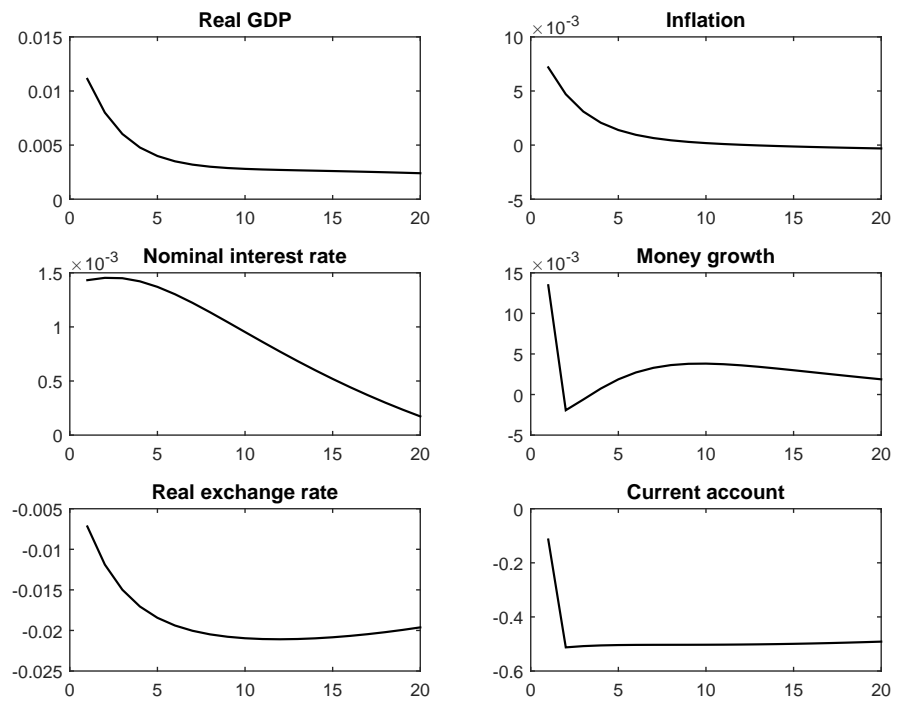 Real GDP
0.015
0.01
0.005
0
0 5 10 15 20
Inflation
×10-3
10
5
0
-5
0 5 10 15 20
Nominal interest rate
×10-3
1.5
1
0.5
0
0 5 10 15 20
Money growth
×10-3
15
10
5
0
-5
0 5 10 15 20
Real exchange rate
-0.005
-0.01
-0.015
-0.02
-0.025
0 5 10 15 20
Current account
0
-0.2
-0.4
-0.6
0 5 10 15 20